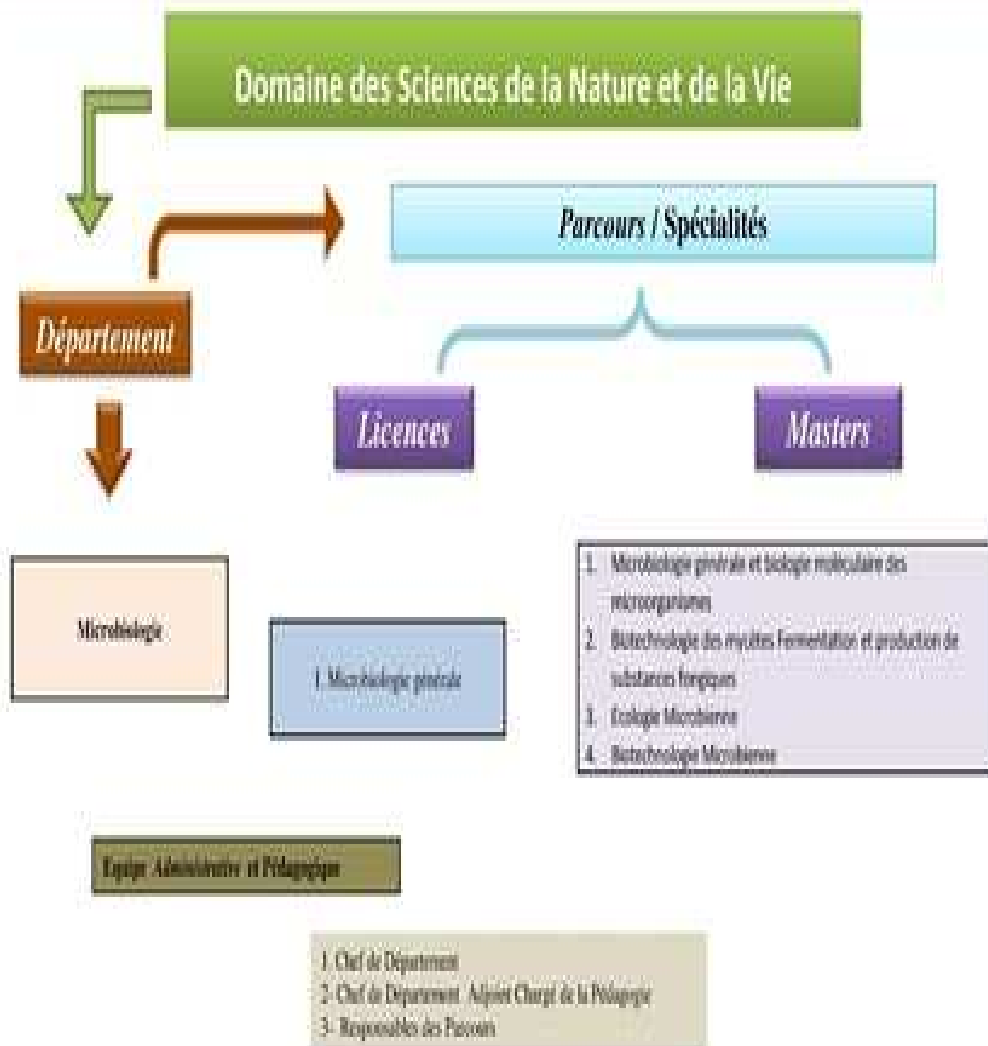 Domaine des Sciences de la Nature et de la Vie
Parcours / Spécialités
Département
Licences
Masters
Microbiologie
1. Microbiologie générale
1. Microbiologie générale et biologie moléculaire des
microorganismes
2. Biotechnologie des mycètes Fermentation et production de
substances fongiques
3. Ecologie Microbienne
4. Biotechnologie Microbienne
Equipe Administrative et Pédagogique
1. Chef de Département
2- Chef de Département Adjoint Chargé de la Pédagogie
3- Responsables des Parcours